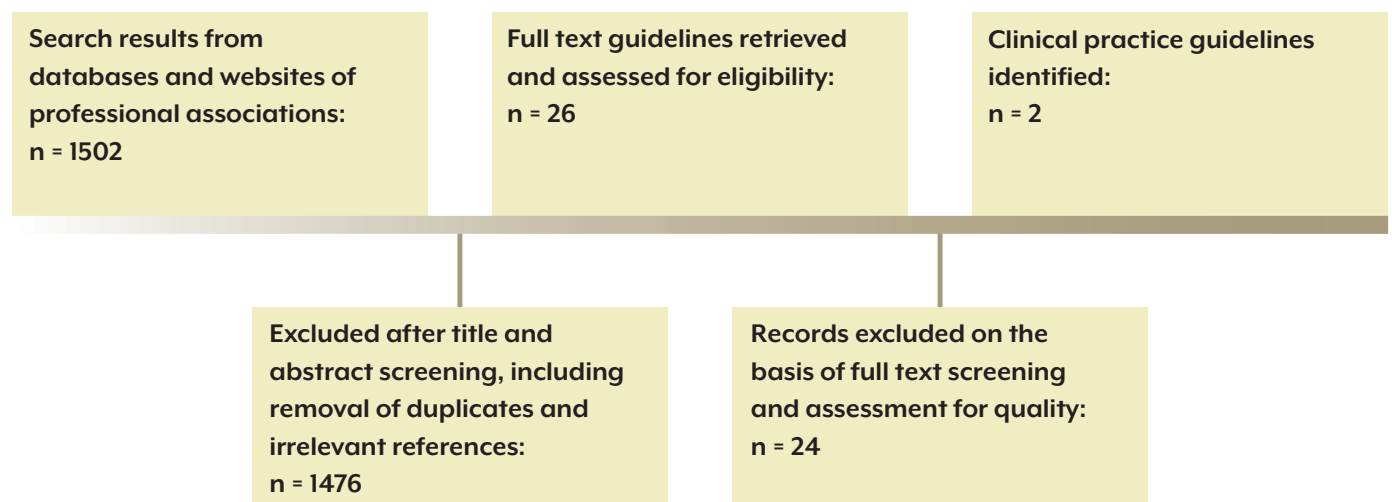 Search results from
databases and websites of
professional associations:
n = 1502
Full text guidelines retrieved
and assessed for eligibility:
n = 26
Clinical practice guidelines
identified:
n = 2
Excluded after title and
abstract screening, including
removal of duplicates and
irrelevant references:
n = 1476
Records excluded on the
basis of full text screening
and assessment for quality:
n = 24